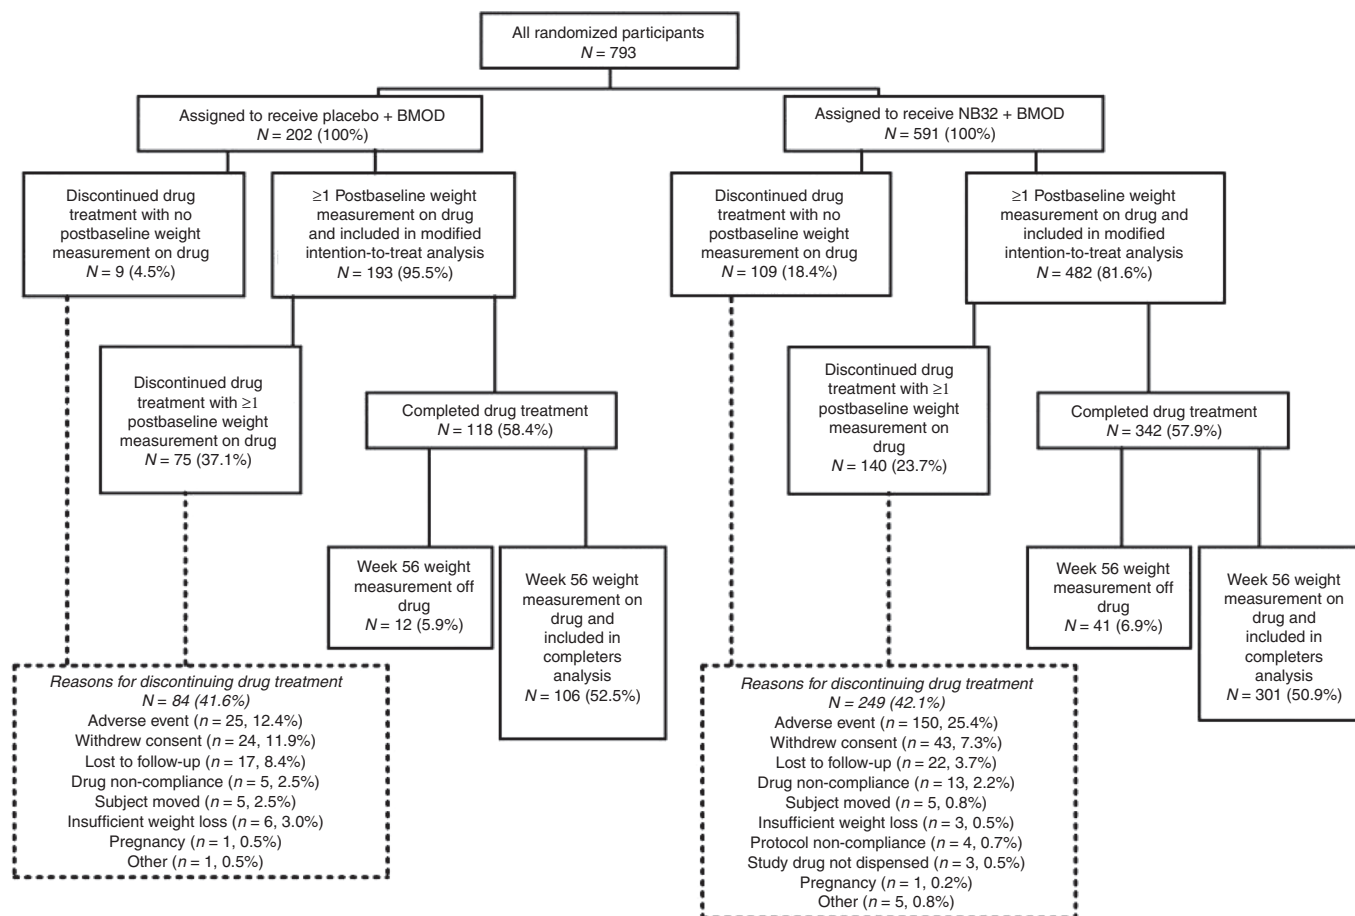 All randomized participants
N = 793
Assigned to receive placebo + BMOD
N = 202 (100%)
Assigned to receive NB32 + BMOD
N = 591 (100%)
Discontinued drug
treatment with no
postbaseline weight
measurement on drug
N = 9 (4.5%)
≥1 Postbaseline weight
measurement on drug
and included in modified
intention-to-treat analysis
N = 193 (95.5%)
Discontinued drug
treatment with no
postbaseline weight
measurement on drug
N = 109 (18.4%)
≥1 Postbaseline weight
measurement on drug and
included in modified
intention-to-treat analysis
N = 482 (81.6%)
Discontinued drug
treatment with ≥1
postbaseline weight
measurement on drug
N = 75 (37.1%)
Completed drug treatment
N = 118 (58.4%)
Discontinued drug
treatment with ≥1
postbaseline weight
measurement on
drug
N = 140 (23.7%)
Completed drug treatment
N = 342 (57.9%)
Week 56 weight
measurement off
drug
N = 12 (5.9%)
Week 56 weight
measurement on
drug and
included in
completers
analysis
N = 106 (52.5%)
Week 56 weight
measurement off
drug
N = 41 (6.9%)
Week 56 weight
measurement on
drug and
included in
completers
analysis
N = 301 (50.9%)
Reasons for discontinuing drug treatment
N = 84 (41.6%)
Adverse event (n = 25, 12.4%)
Withdrew consent (n = 24, 11.9%)
Lost to follow-up (n = 17, 8.4%)
Drug non-compliance (n = 5, 2.5%)
Subject moved (n = 5, 2.5%)
Insufficient weight loss (n = 6, 3.0%)
Pregnancy (n = 1, 0.5%)
Other (n = 1, 0.5%)
Reasons for discontinuing drug treatment
N = 249 (42.1%)
Adverse event (n = 150, 25.4%)
Withdrew consent (n = 43, 7.3%)
Lost to follow-up (n = 22, 3.7%)
Drug non-compliance (n = 13, 2.2%)
Subject moved (n = 5, 0.8%)
Insufficient weight loss (n = 3, 0.5%)
Protocol non-compliance (n = 4, 0.7%)
Study drug not dispensed (n = 3, 0.5%)
Pregnancy (n = 1, 0.2%)
Other (n = 5, 0.8%)